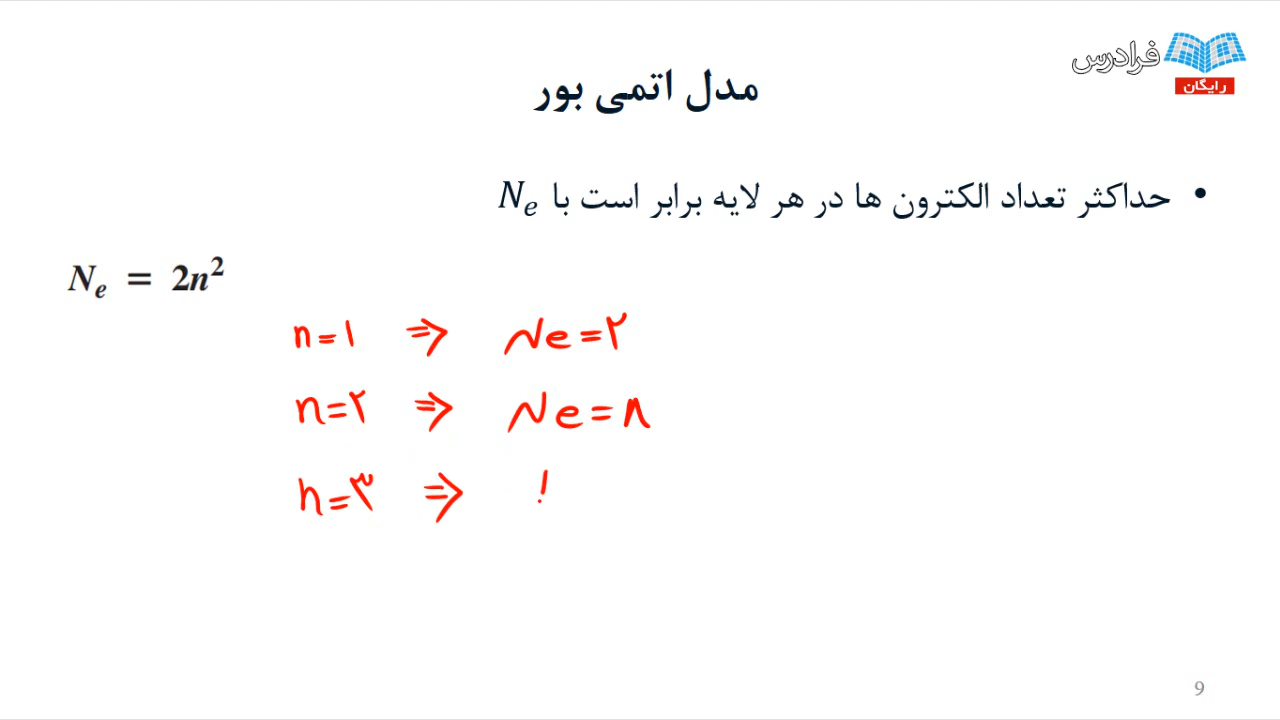 فرادرس
رایگان
مدل اتمی بور
• حداکثر تعداد الکترون ها در هر لایه برابر است با Nₑ
Nₑ = 2n²
n=۱ ⇒ Ne=۲
n=۲ ⇒ Ne=۸
n=۳ ⇒ !
9